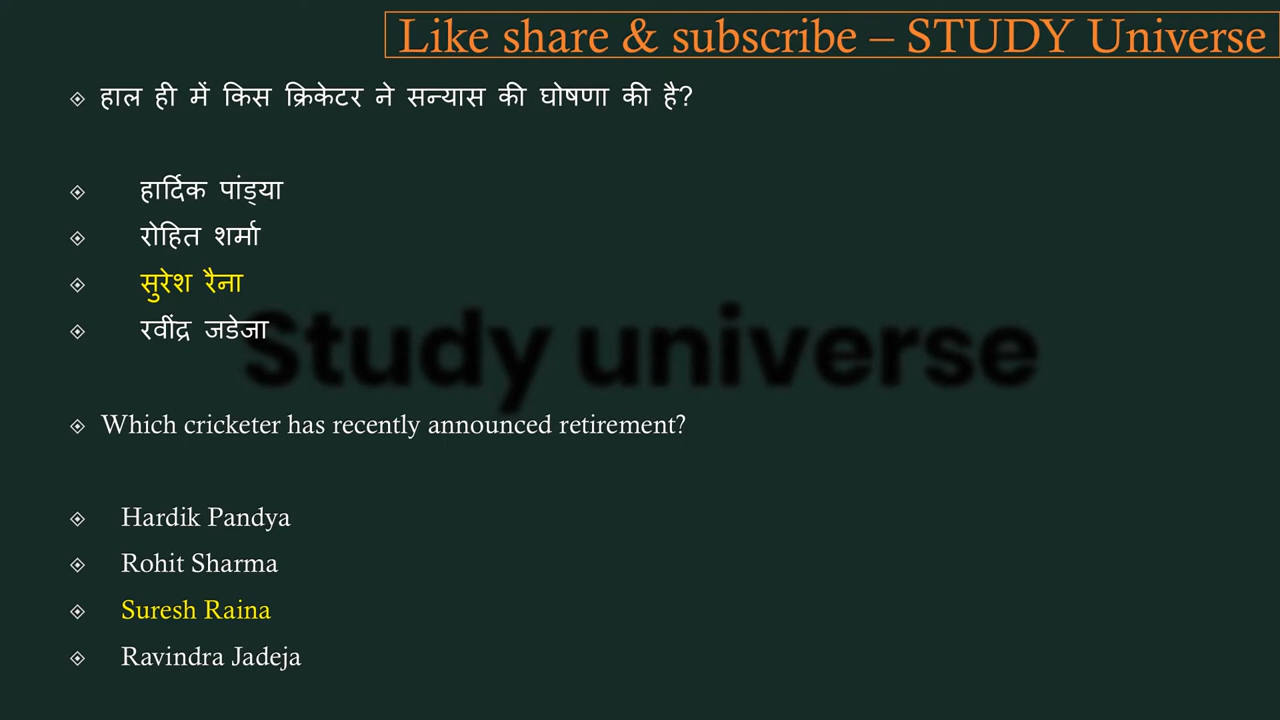 Like share & subscribe – STUDY Universe
हाल ही में किस क्रिकेटर ने सन्यास की घोषणा की है?
हार्दिक पांड्या
रोहित शर्मा
सुरेश रैना
रवींद्र जडेजा
Study universe
Which cricketer has recently announced retirement?
Hardik Pandya
Rohit Sharma
Suresh Raina
Ravindra Jadeja